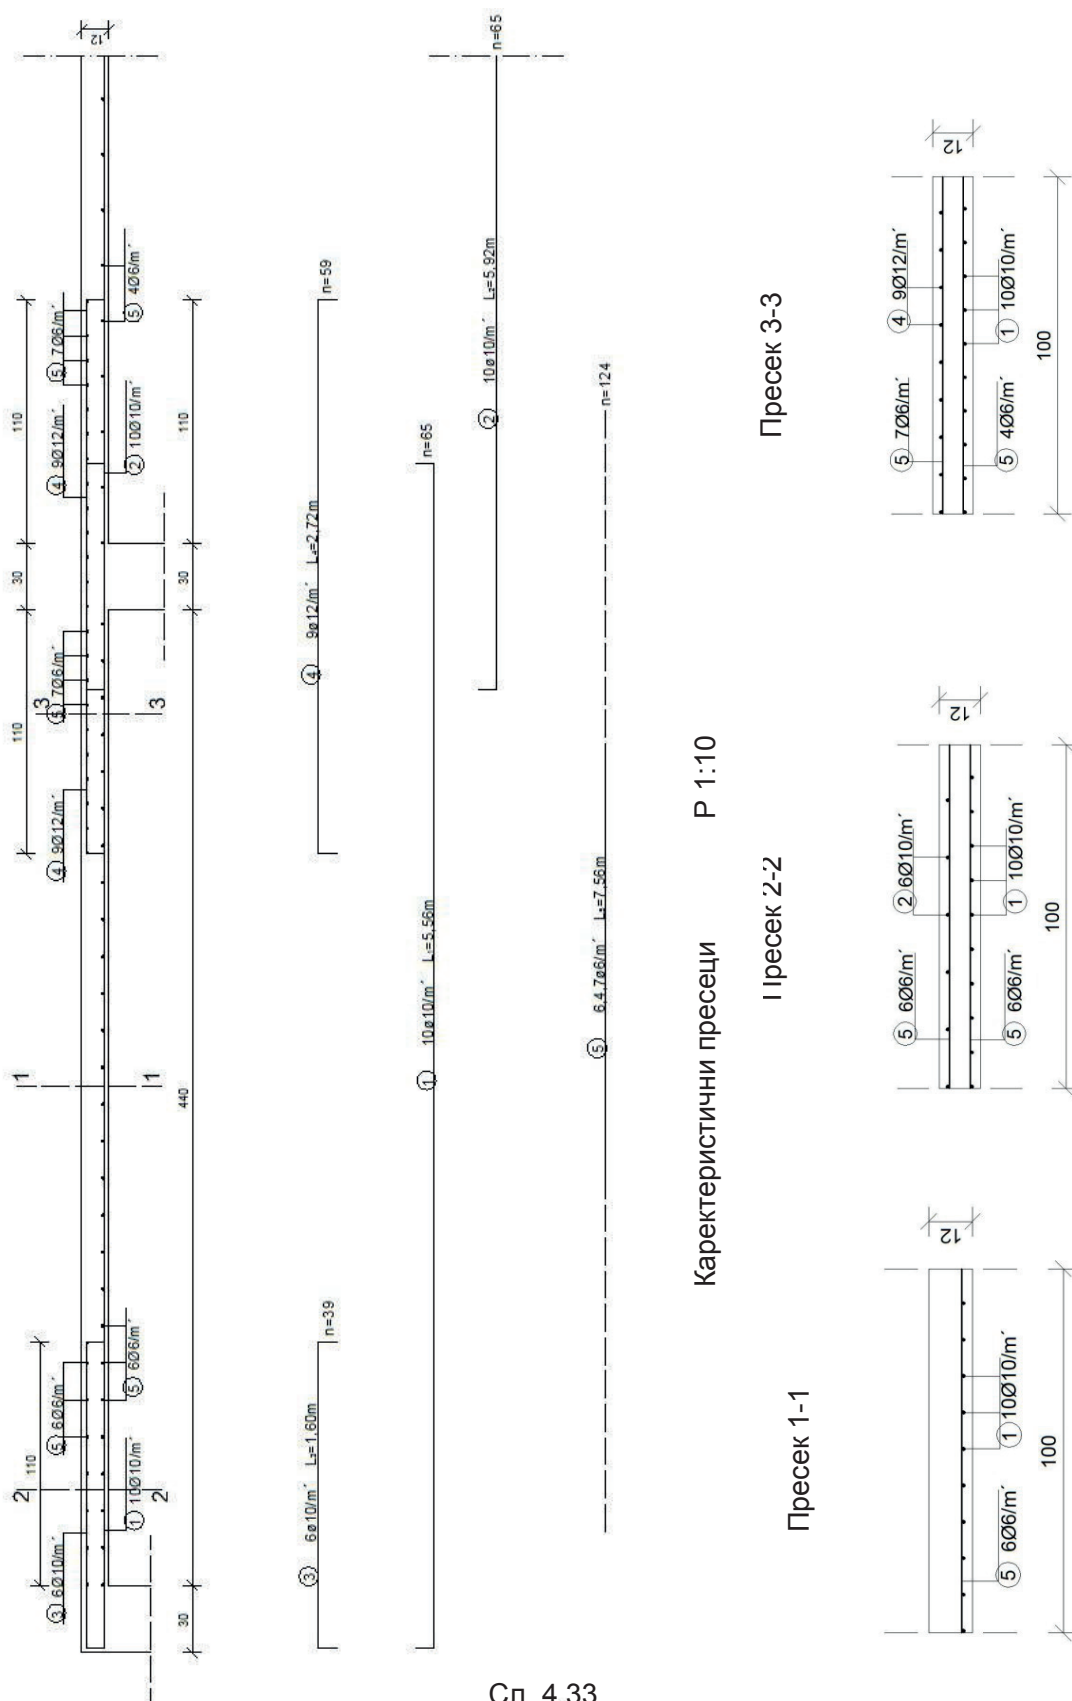 12
110
30
110
④ 9Ø12/m´
⑤ 7Ø6/m´
④ 9Ø12/m´
⑤ 7Ø6/m´
② 10Ø10/m´
⑤ 4Ø6/m´
3
3
110
30
1
1
440
110
③ 6Ø10/m´
⑤ 6Ø6/m´
① 10Ø10/m´
⑤ 6Ø6/m´
2
2
30
③ 6ø10/m´ L₃=1,60m n=39
④ 9ø12/m´ L₄=2,72m n=59
① 10ø10/m´ L₁=5,56m n=65
② 10ø10/m´ L₂=5,92m n=65
⑤ 6,4,7ø6/m´ L₅=7,56m n=124
Каректеристични пресеци Р 1:10
Пресек 1-1
⑤ 6Ø6/m´
① 10Ø10/m´
12
100
Пресек 2-2
⑤ 6Ø6/m´
② 6Ø10/m´
⑤ 6Ø6/m´
① 10Ø10/m´
12
100
Пресек 3-3
⑤ 7Ø6/m´
④ 9Ø12/m´
⑤ 4Ø6/m´
① 10Ø10/m´
12
100
Сл. 4.33